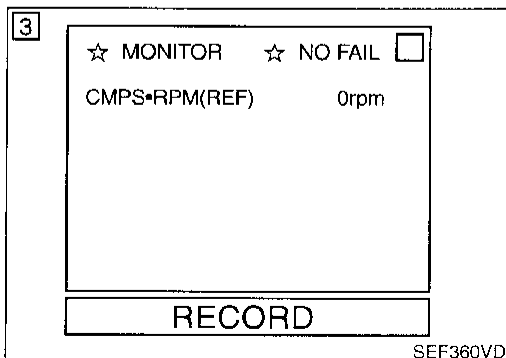 3
☆ MONITOR ☆ NO FAIL
CMPS•RPM(REF) 0rpm
RECORD
SEF360VD